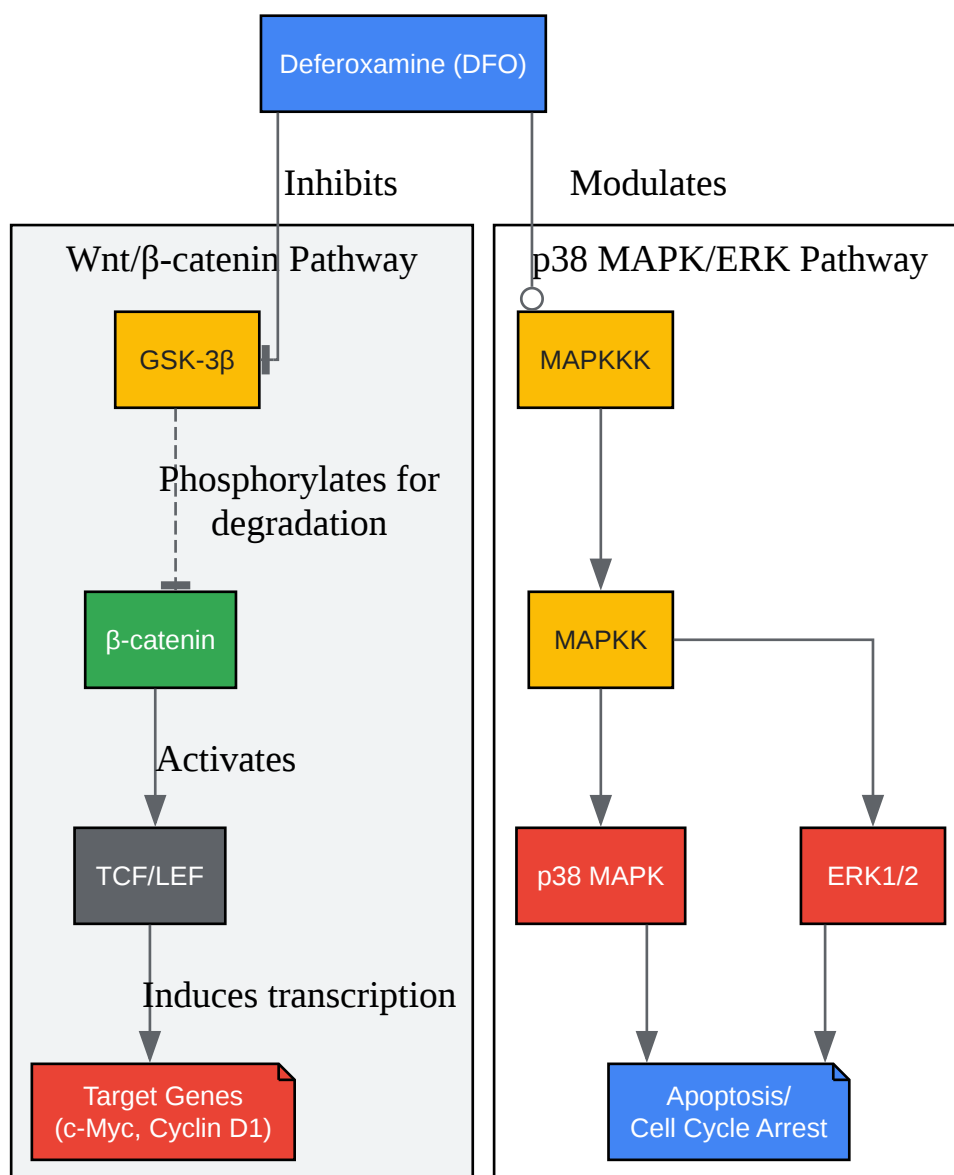 Deferoxamine (DFO)
Inhibits
Modulates
Wnt/β-catenin Pathway
GSK-3β
Phosphorylates for
degradation
β-catenin
Activates
TCF/LEF
Induces transcription
Target Genes
(c-Myc, Cyclin D1)
p38 MAPK/ERK Pathway
MAPKKK
MAPKK
p38 MAPK
ERK1/2
Apoptosis/
Cell Cycle Arrest